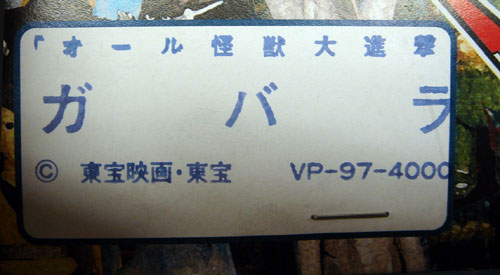 「オール怪獣大進撃
ガバラ
© 東宝映画・東宝 VP-97-4000